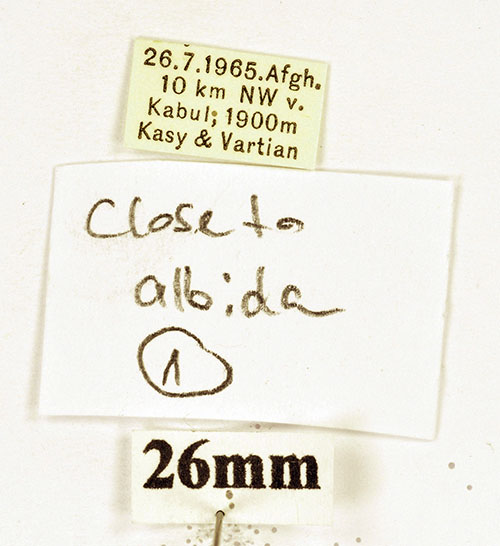 26.7.1965.Afgh.
10 km NW v.
Kabul; 1900m
Kasy & Vartian
Close to
albida
1
26mm